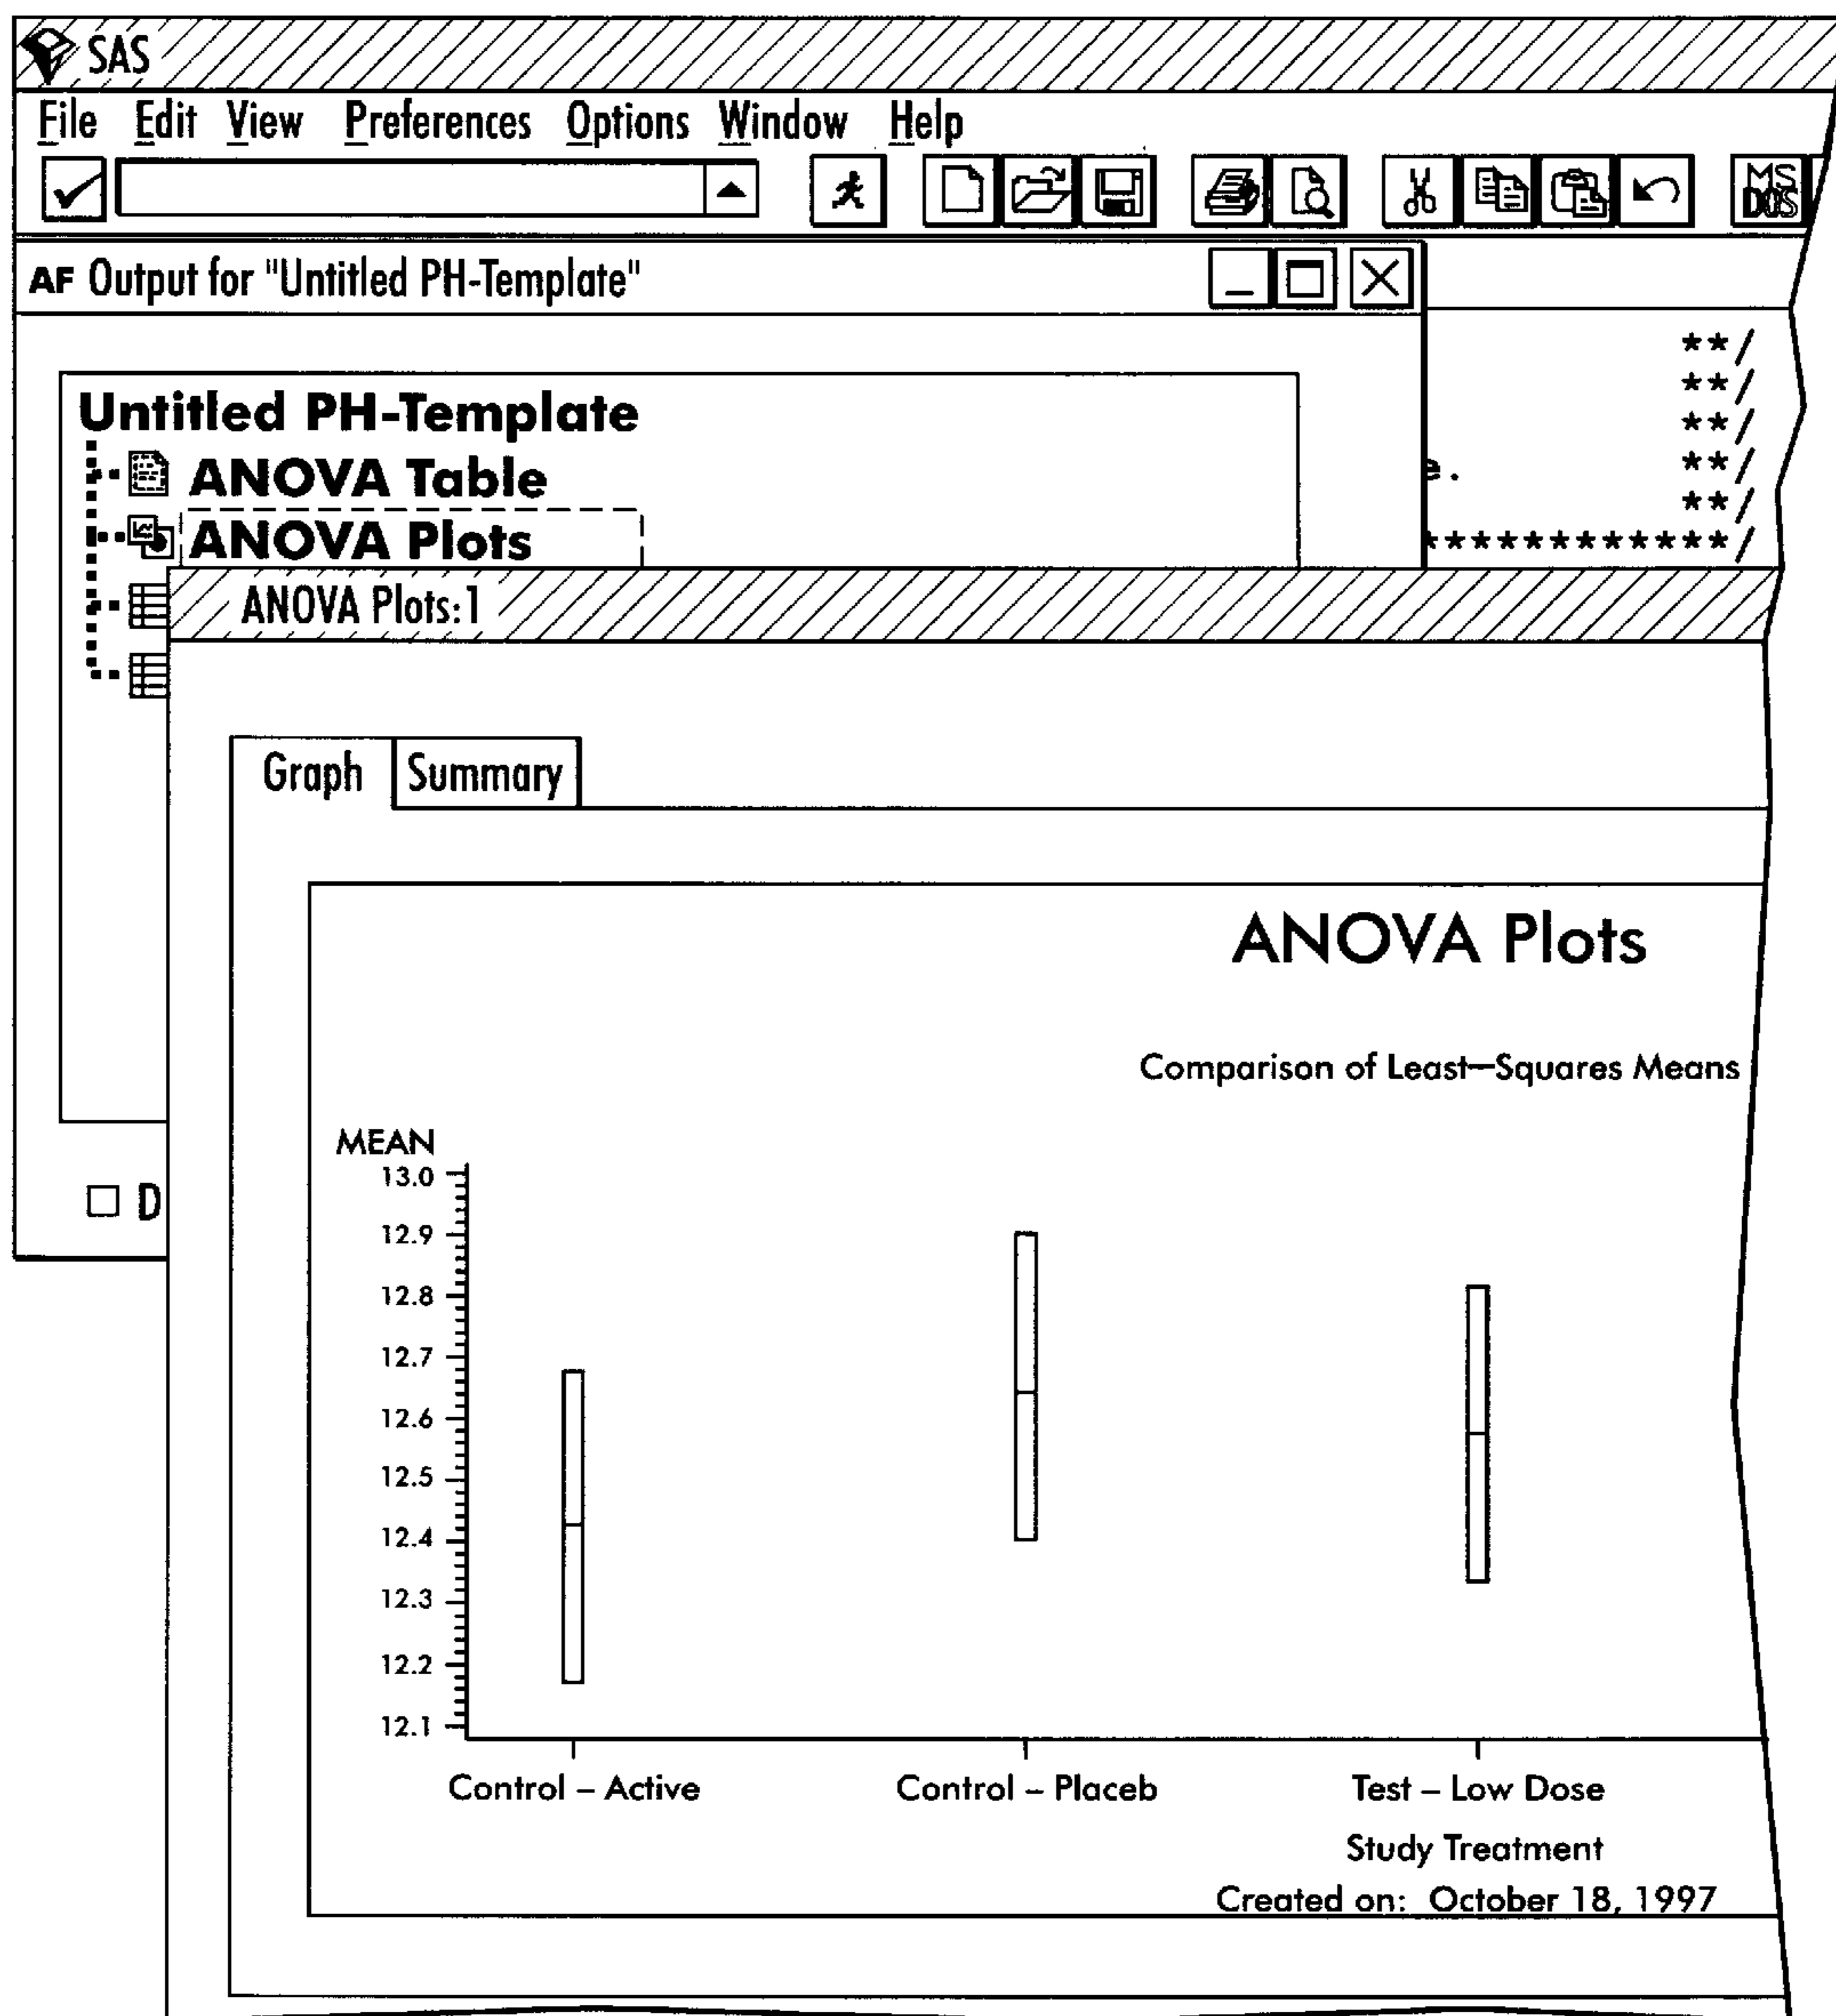 SAS
File Edit View Preferences Options Window Help
MS
DOS
AF Output for "Untitled PH-Template"
**/
**/
**/
e. **/
**/
************/
Untitled PH-Template
ANOVA Table
ANOVA Plots
ANOVA Plots:1
Graph Summary
ANOVA Plots
Comparison of Least-Squares Means
MEAN
13.0
12.9
12.8
12.7
12.6
12.5
12.4
12.3
12.2
12.1
D
Control – Active Control – Placeb Test – Low Dose
Study Treatment
Created on: October 18, 1997